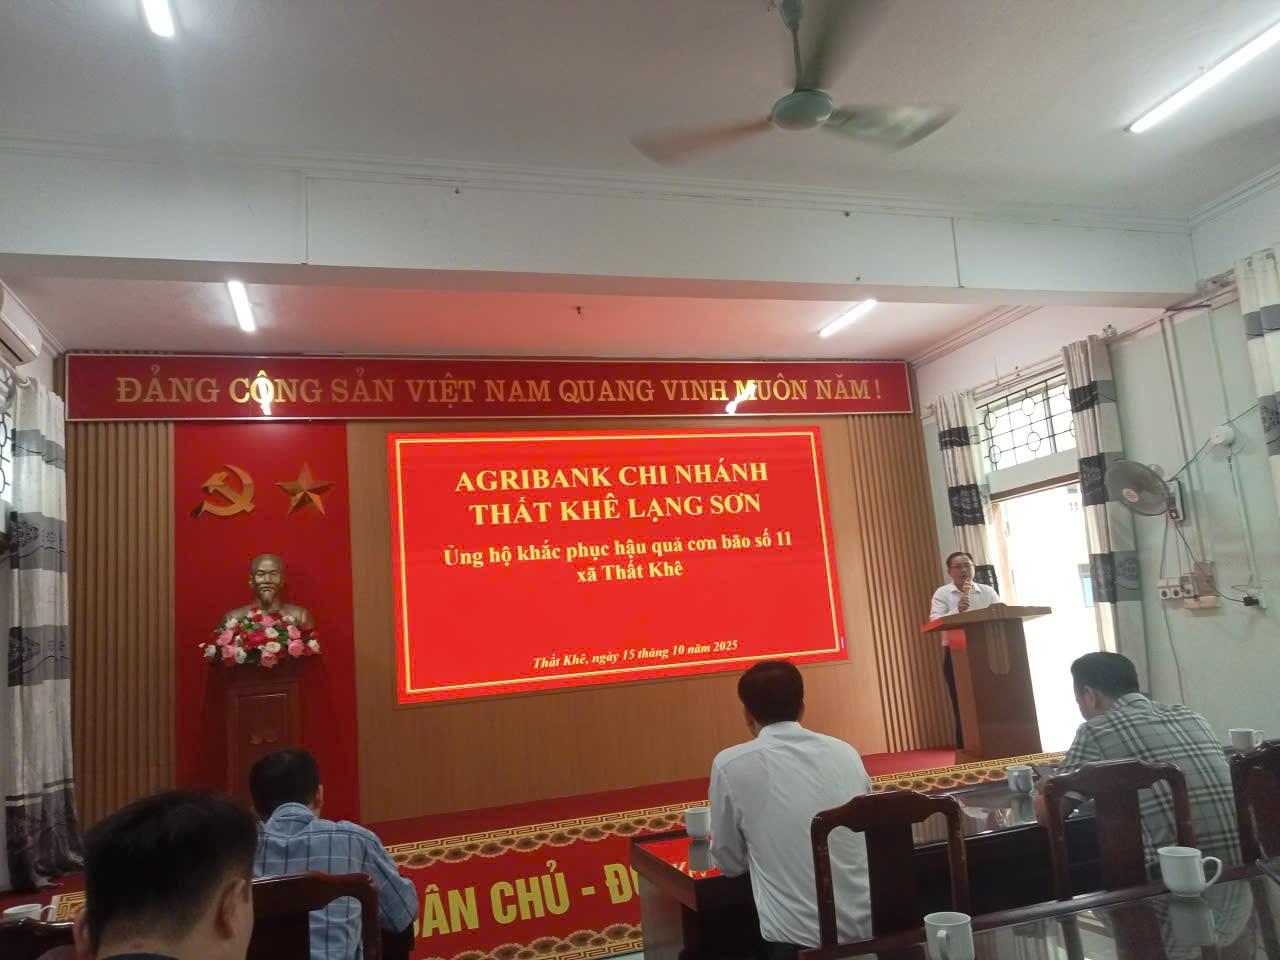 ĐẢNG CỘNG SẢN VIỆT NAM QUANG VINH MUÔN NĂM !
AGRIBANK CHI NHÁNH
THẤT KHÊ LẠNG SƠN
Ủng hộ khắc phục hậu quả cơn bão số 11
xã Thất Khê
Thất Khê, ngày 15 tháng 10 năm 2025
CHỦ -